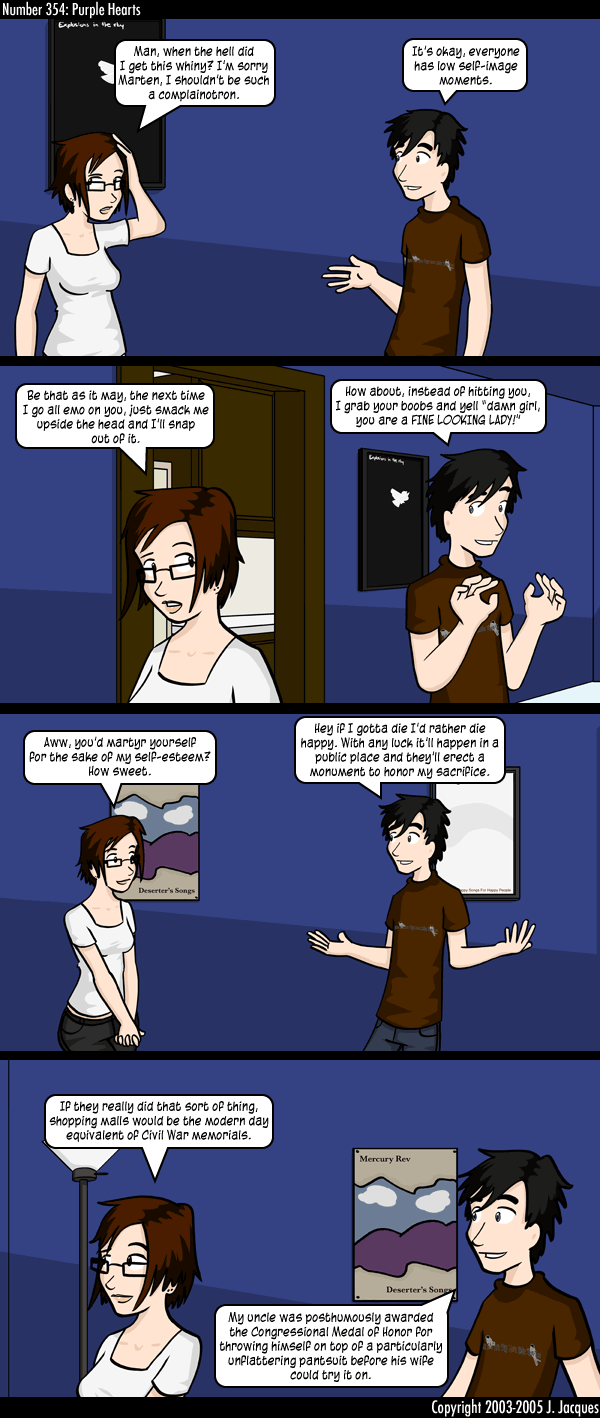 Number 354: Purple Hearts
Explosions in the sky
Man, when the hell did
I get this whiny? I'm sorry
Marten, I shouldn't be such
a complainotron.
It's okay, everyone
has low self-image
moments.
Be that as it may, the next time
I go all emo on you, just smack me
upside the head and I'll snap
out of it.
How about, instead of hitting you,
I grab your boobs and yell "damn girl,
you are a FINE LOOKING LADY!"
Explosions in the sky
Aww, you'd martyr yourself
for the sake of my self-esteem?
How sweet.
Hey if I gotta die I'd rather die
happy. With any luck it'll happen in a
public place and they'll erect a
monument to honor my sacrifice.
Deserter's Songs
Songs For Happy People
If they really did that sort of thing,
shopping malls would be the modern day
equivalent of Civil War memorials.
Mercury Rev
Deserter's Songs
My uncle was posthumously awarded
the Congressional Medal of Honor for
throwing himself on top of a particularly
unflattering pantsuit before his wife
could try it on.
Copyright 2003-2005 J. Jacques